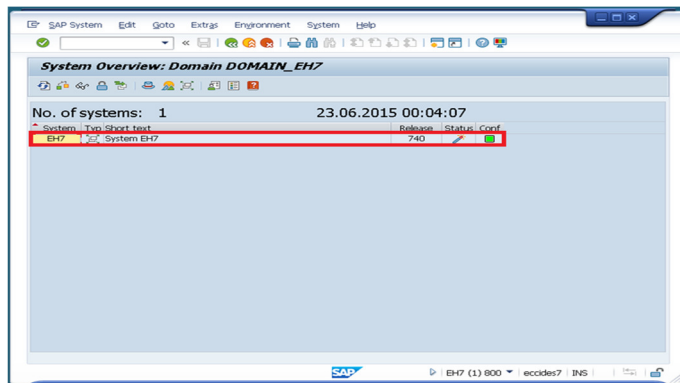 SAP System Edit Goto Extras Environment System Help
System Overview: Domain DOMAIN_EH7
No. of systems: 1 23.06.2015 00:04:07
System Typ Short text Release Status Conf
EH7 System EH7 740
SAP EH7 (1) 800 eccides7 INS